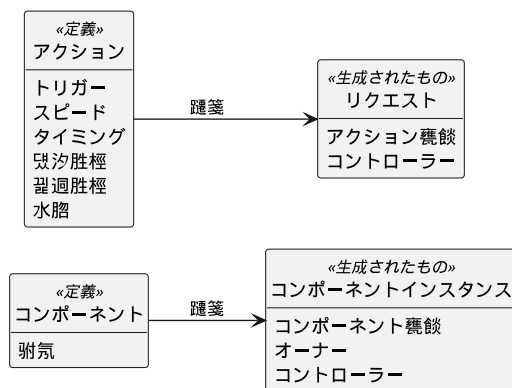 «定義»
アクション
トリガー
スピード
タイミング
«生成されたもの»
リクエスト
アクション
コントローラー
«定義»
コンポーネント
«生成されたもの»
コンポーネントインスタンス
コンポーネント
オーナー
コントローラー